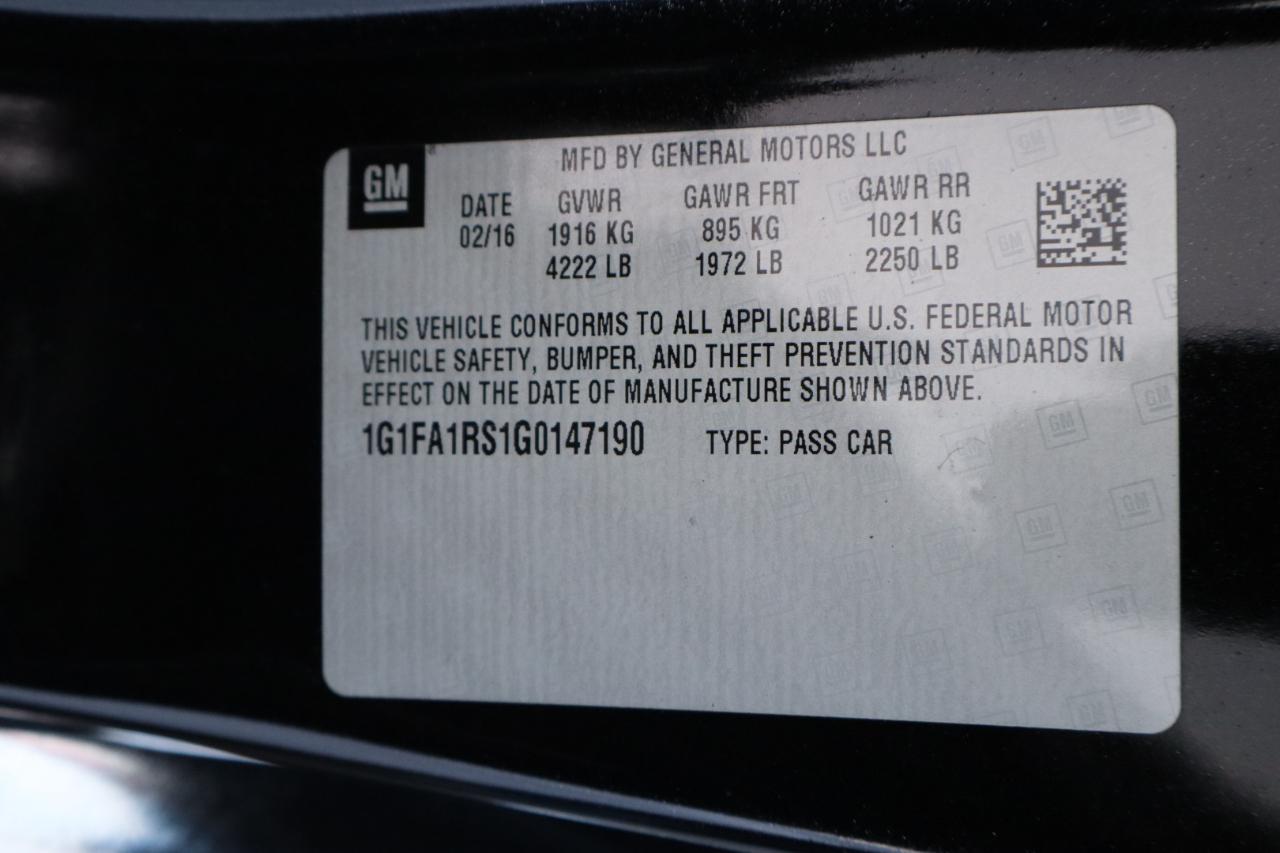 GM
MFD BY GENERAL MOTORS LLC
DATE GVWR GAWR FRT GAWR RR
02/16 1916 KG 895 KG 1021 KG
4222 LB 1972 LB 2250 LB
THIS VEHICLE CONFORMS TO ALL APPLICABLE U.S. FEDERAL MOTOR
VEHICLE SAFETY, BUMPER, AND THEFT PREVENTION STANDARDS IN
EFFECT ON THE DATE OF MANUFACTURE SHOWN ABOVE.
1G1FA1RS1G0147190 TYPE: PASS CAR